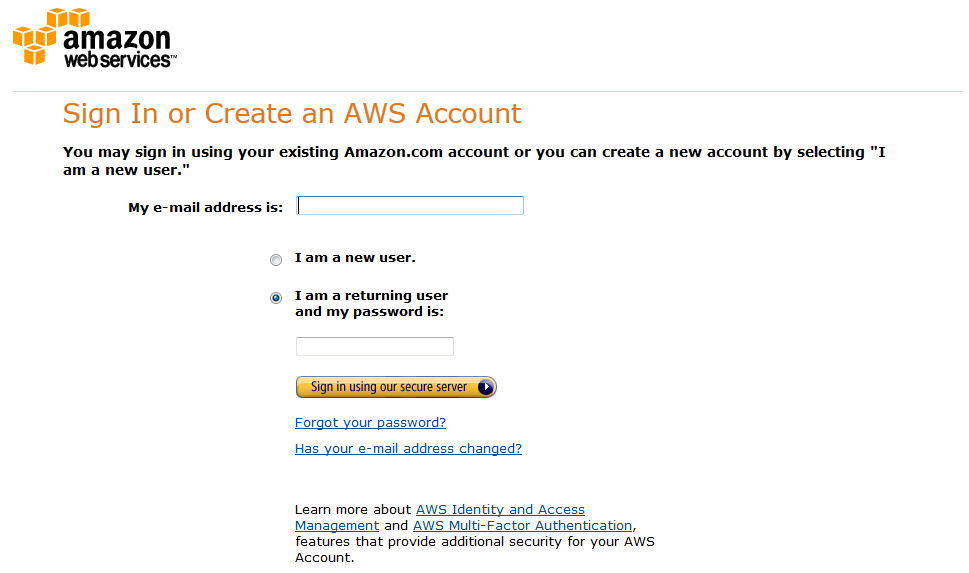 amazon
web services™
Sign In or Create an AWS Account
You may sign in using your existing Amazon.com account or you can create a new account by selecting "I
am a new user."
My e-mail address is:
I am a new user.
I am a returning user
and my password is:
Sign in using our secure server
Forgot your password?
Has your e-mail address changed?
Learn more about AWS Identity and Access
Management and AWS Multi-Factor Authentication,
features that provide additional security for your AWS
Account.